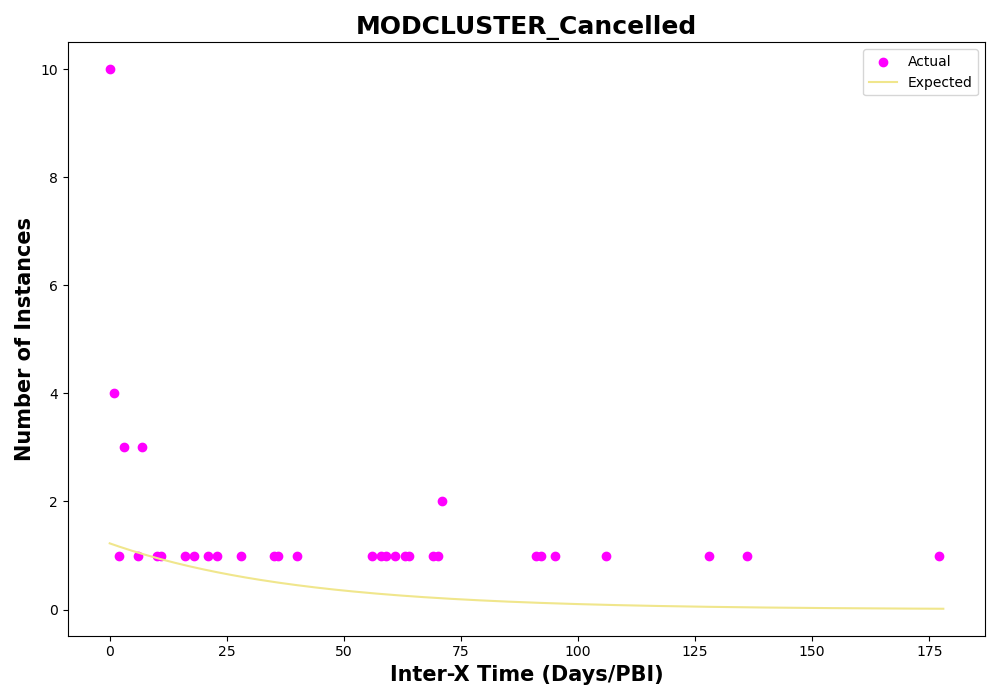 MODCLUSTER_Cancelled
Actual
Expected
Number of Instances
10
8
6
4
2
0
0 25 50 75 100 125 150 175
Inter-X Time (Days/PBI)